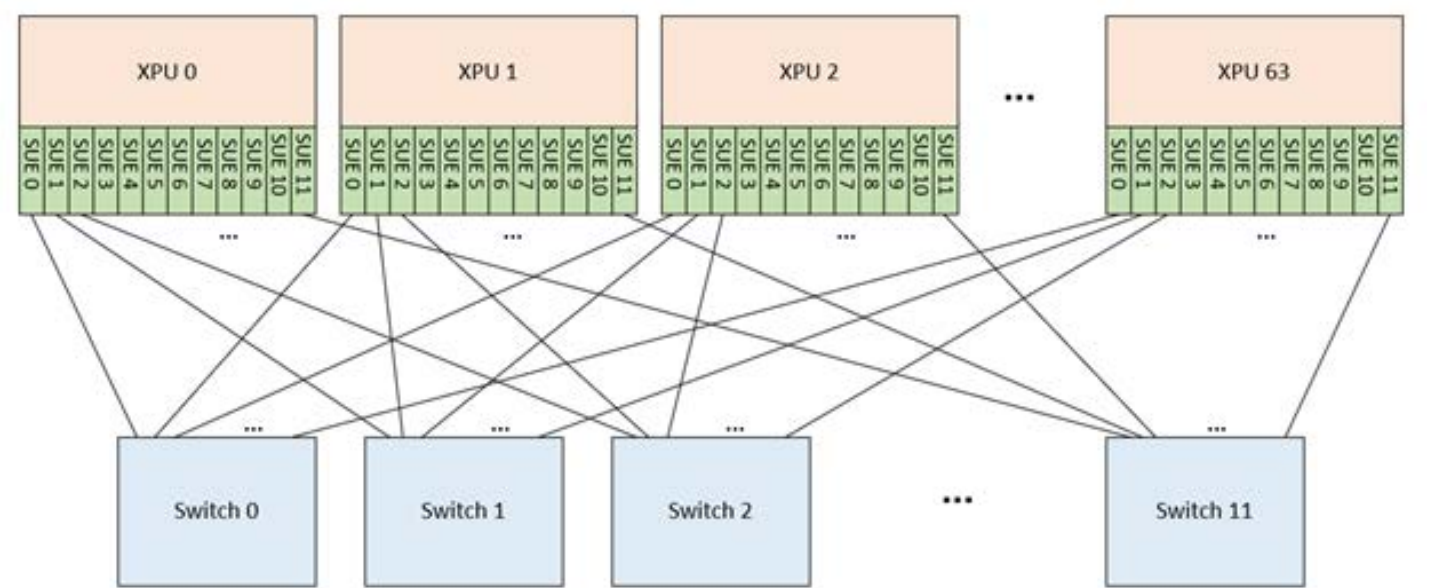 XPU 0
XPU 1
XPU 2
...
XPU 63
SUE 0
SUE 1
SUE 2
SUE 3
SUE 4
SUE 5
SUE 6
SUE 7
SUE 8
SUE 9
SUE 10
SUE 11
SUE 0
SUE 1
SUE 2
SUE 3
SUE 4
SUE 5
SUE 6
SUE 7
SUE 8
SUE 9
SUE 10
SUE 11
SUE 0
SUE 1
SUE 2
SUE 3
SUE 4
SUE 5
SUE 6
SUE 7
SUE 8
SUE 9
SUE 10
SUE 11
SUE 0
SUE 1
SUE 2
SUE 3
SUE 4
SUE 5
SUE 6
SUE 7
SUE 8
SUE 9
SUE 10
SUE 11
...
...
...
...
...
...
...
...
Switch 0
Switch 1
Switch 2
...
Switch 11